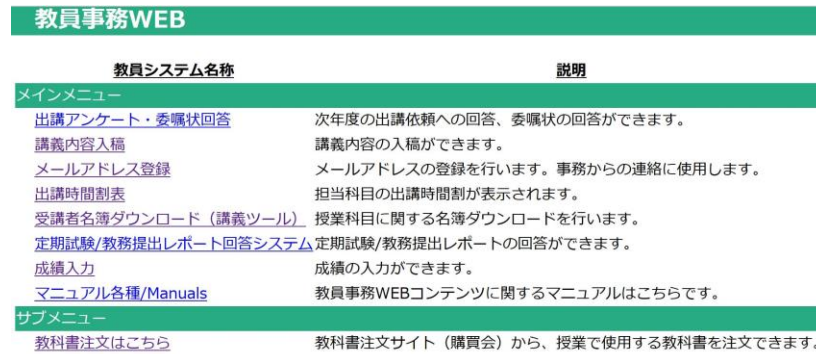 教員事務WEB
教員システム名称 説明
メインメニュー
出講アンケート・委嘱状回答 次年度の出講依頼への回答、委嘱状の回答ができます。
講義内容入稿 講義内容の入稿ができます。
メールアドレス登録 メールアドレスの登録を行います。事務からの連絡に使用します。
出講時間割表 担当科目の出講時間割が表示されます。
受講者名簿ダウンロード（講義ツール） 授業科目に関する名簿ダウンロードを行います。
定期試験/教務提出レポート回答システム 定期試験/教務提出レポートの回答ができます。
成績入力 成績の入力ができます。
マニュアル各種/Manuals 教員事務WEBコンテンツに関するマニュアルはこちらです。
サブメニュー
教科書注文はこちら 教科書注文サイト（購買会）から、授業で使用する教科書を注文できます。